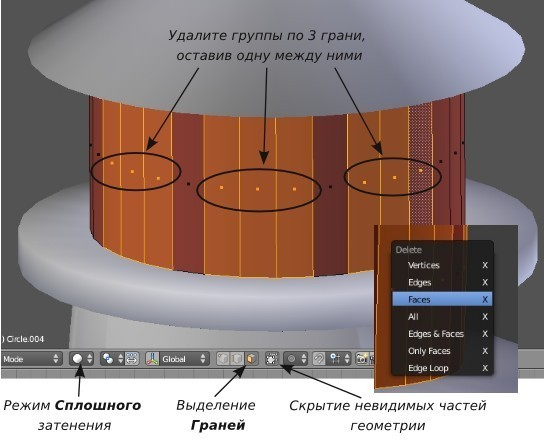 Удалите группы по 3 грани,
оставив одну между ними
Delete
Vertices X
Edges X
Faces X
All X
Edges & Faces X
Only Faces X
Edge Loop X
) Circle.004
Mode
Global
Режим Сплошного
затенения
Выделение
Граней
Скрытие невидимых частей
геометрии